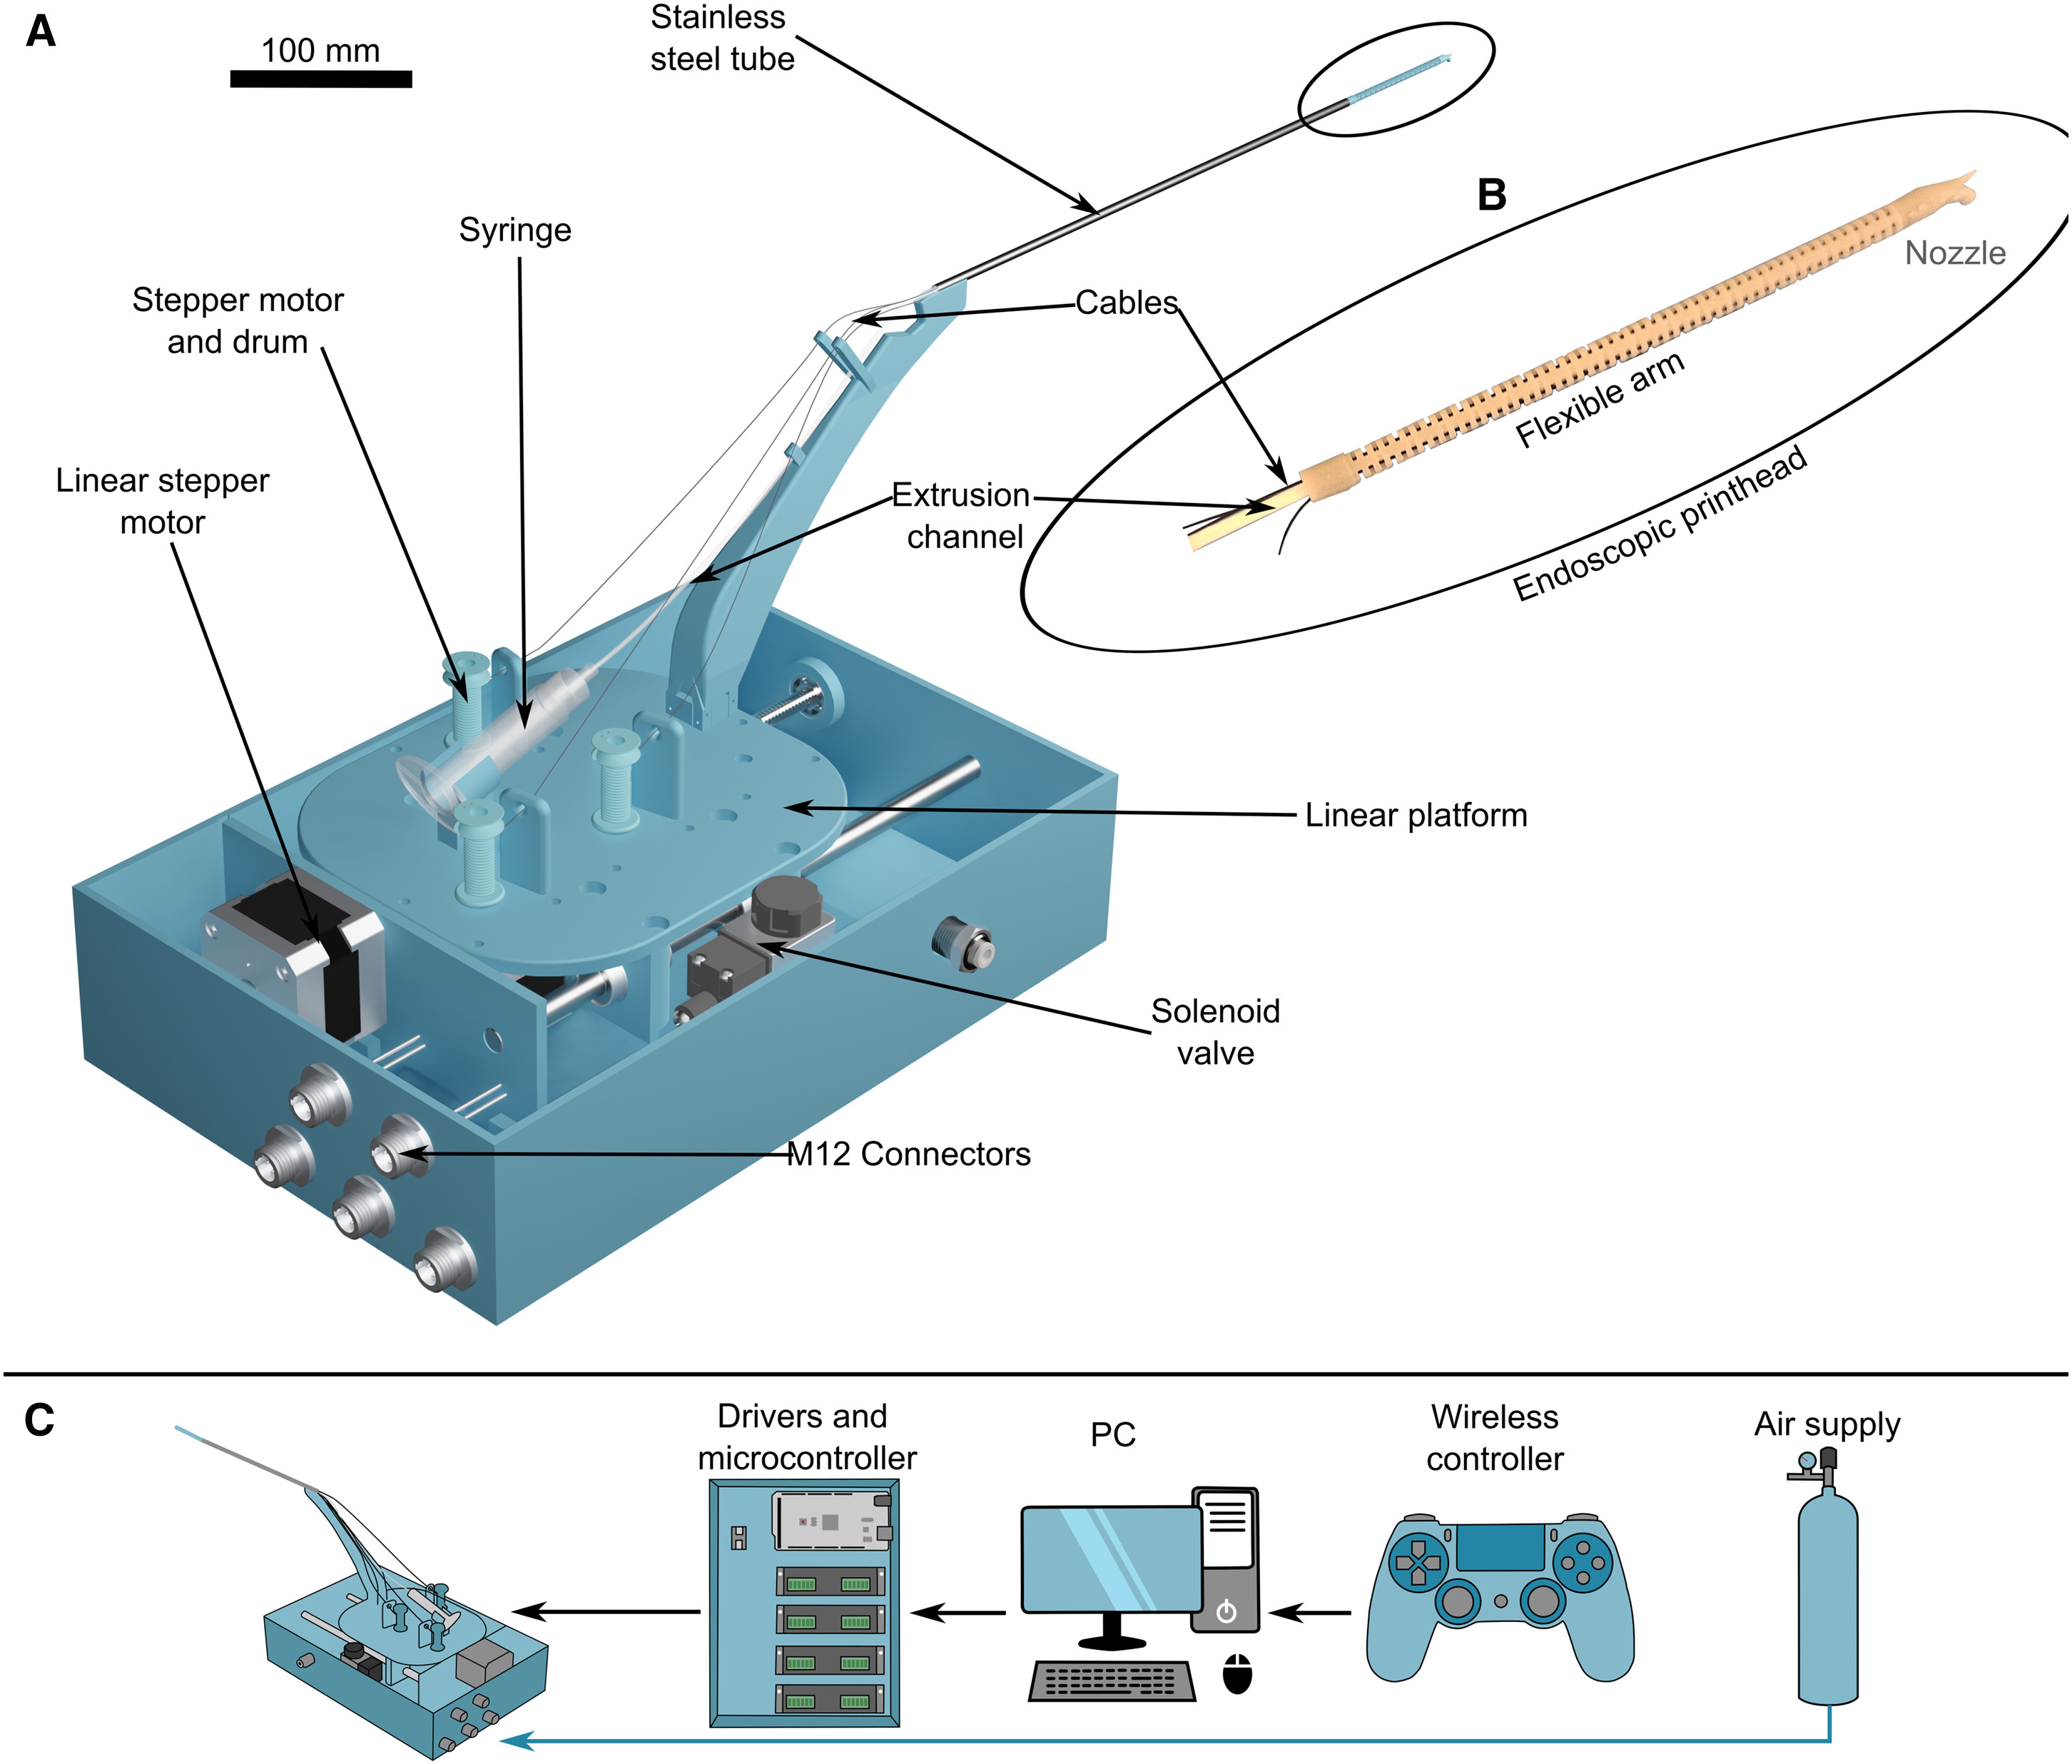 A
100 mm
Stainless
steel tube
B
Syringe
Nozzle
Stepper motor
and drum
Cables
Flexible arm
Linear stepper
motor
Extrusion
channel
Endoscopic printhead
Linear platform
Solenoid
valve
M12 Connectors
C
Drivers and
microcontroller
PC
Wireless
controller
Air supply